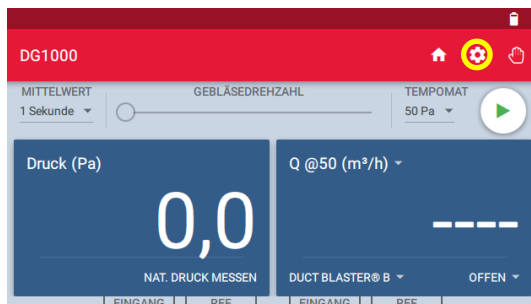 DG1000
MITTELWERT GEBLÄSEDREHZAHL TEMPOMAT
1 Sekunde 50 Pa
Druck (Pa) Q @50 (m³/h)
0,0 ----
NAT. DRUCK MESSEN DUCT BLASTER® B OFFEN
EINGANG REF. EINGANG REF.